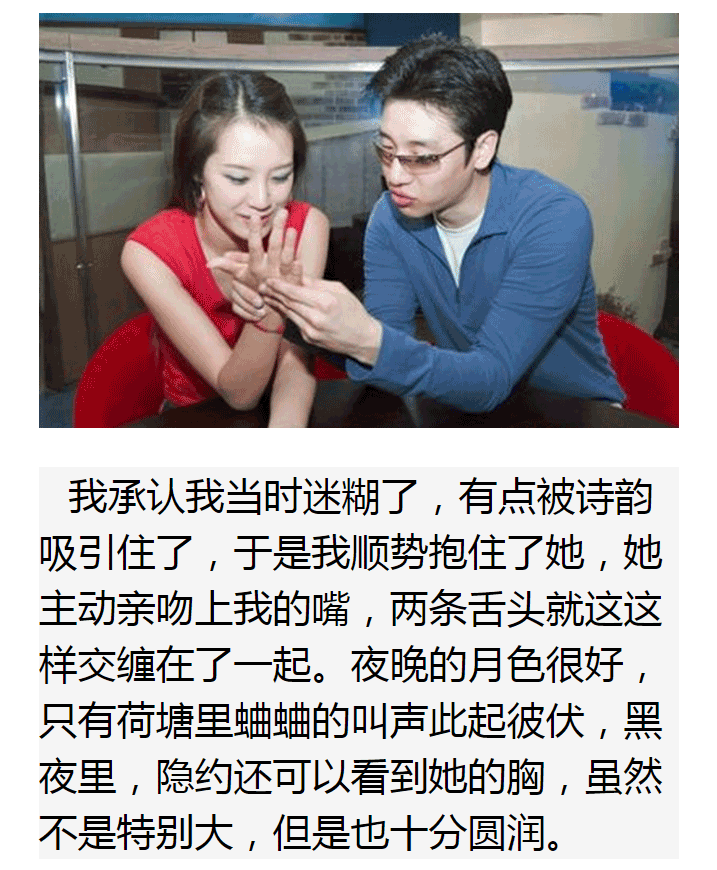 我承认我当时迷糊了，有点被诗韵
吸引住了，于是我顺势抱住了她，她
主动亲吻上我的嘴，两条舌头就这这
样交缠在了一起。夜晚的月色很好，
只有荷塘里蛐蛐的叫声此起彼伏，黑
夜里，隐约还可以看到她的胸，虽然
不是特别大，但是也十分圆润。